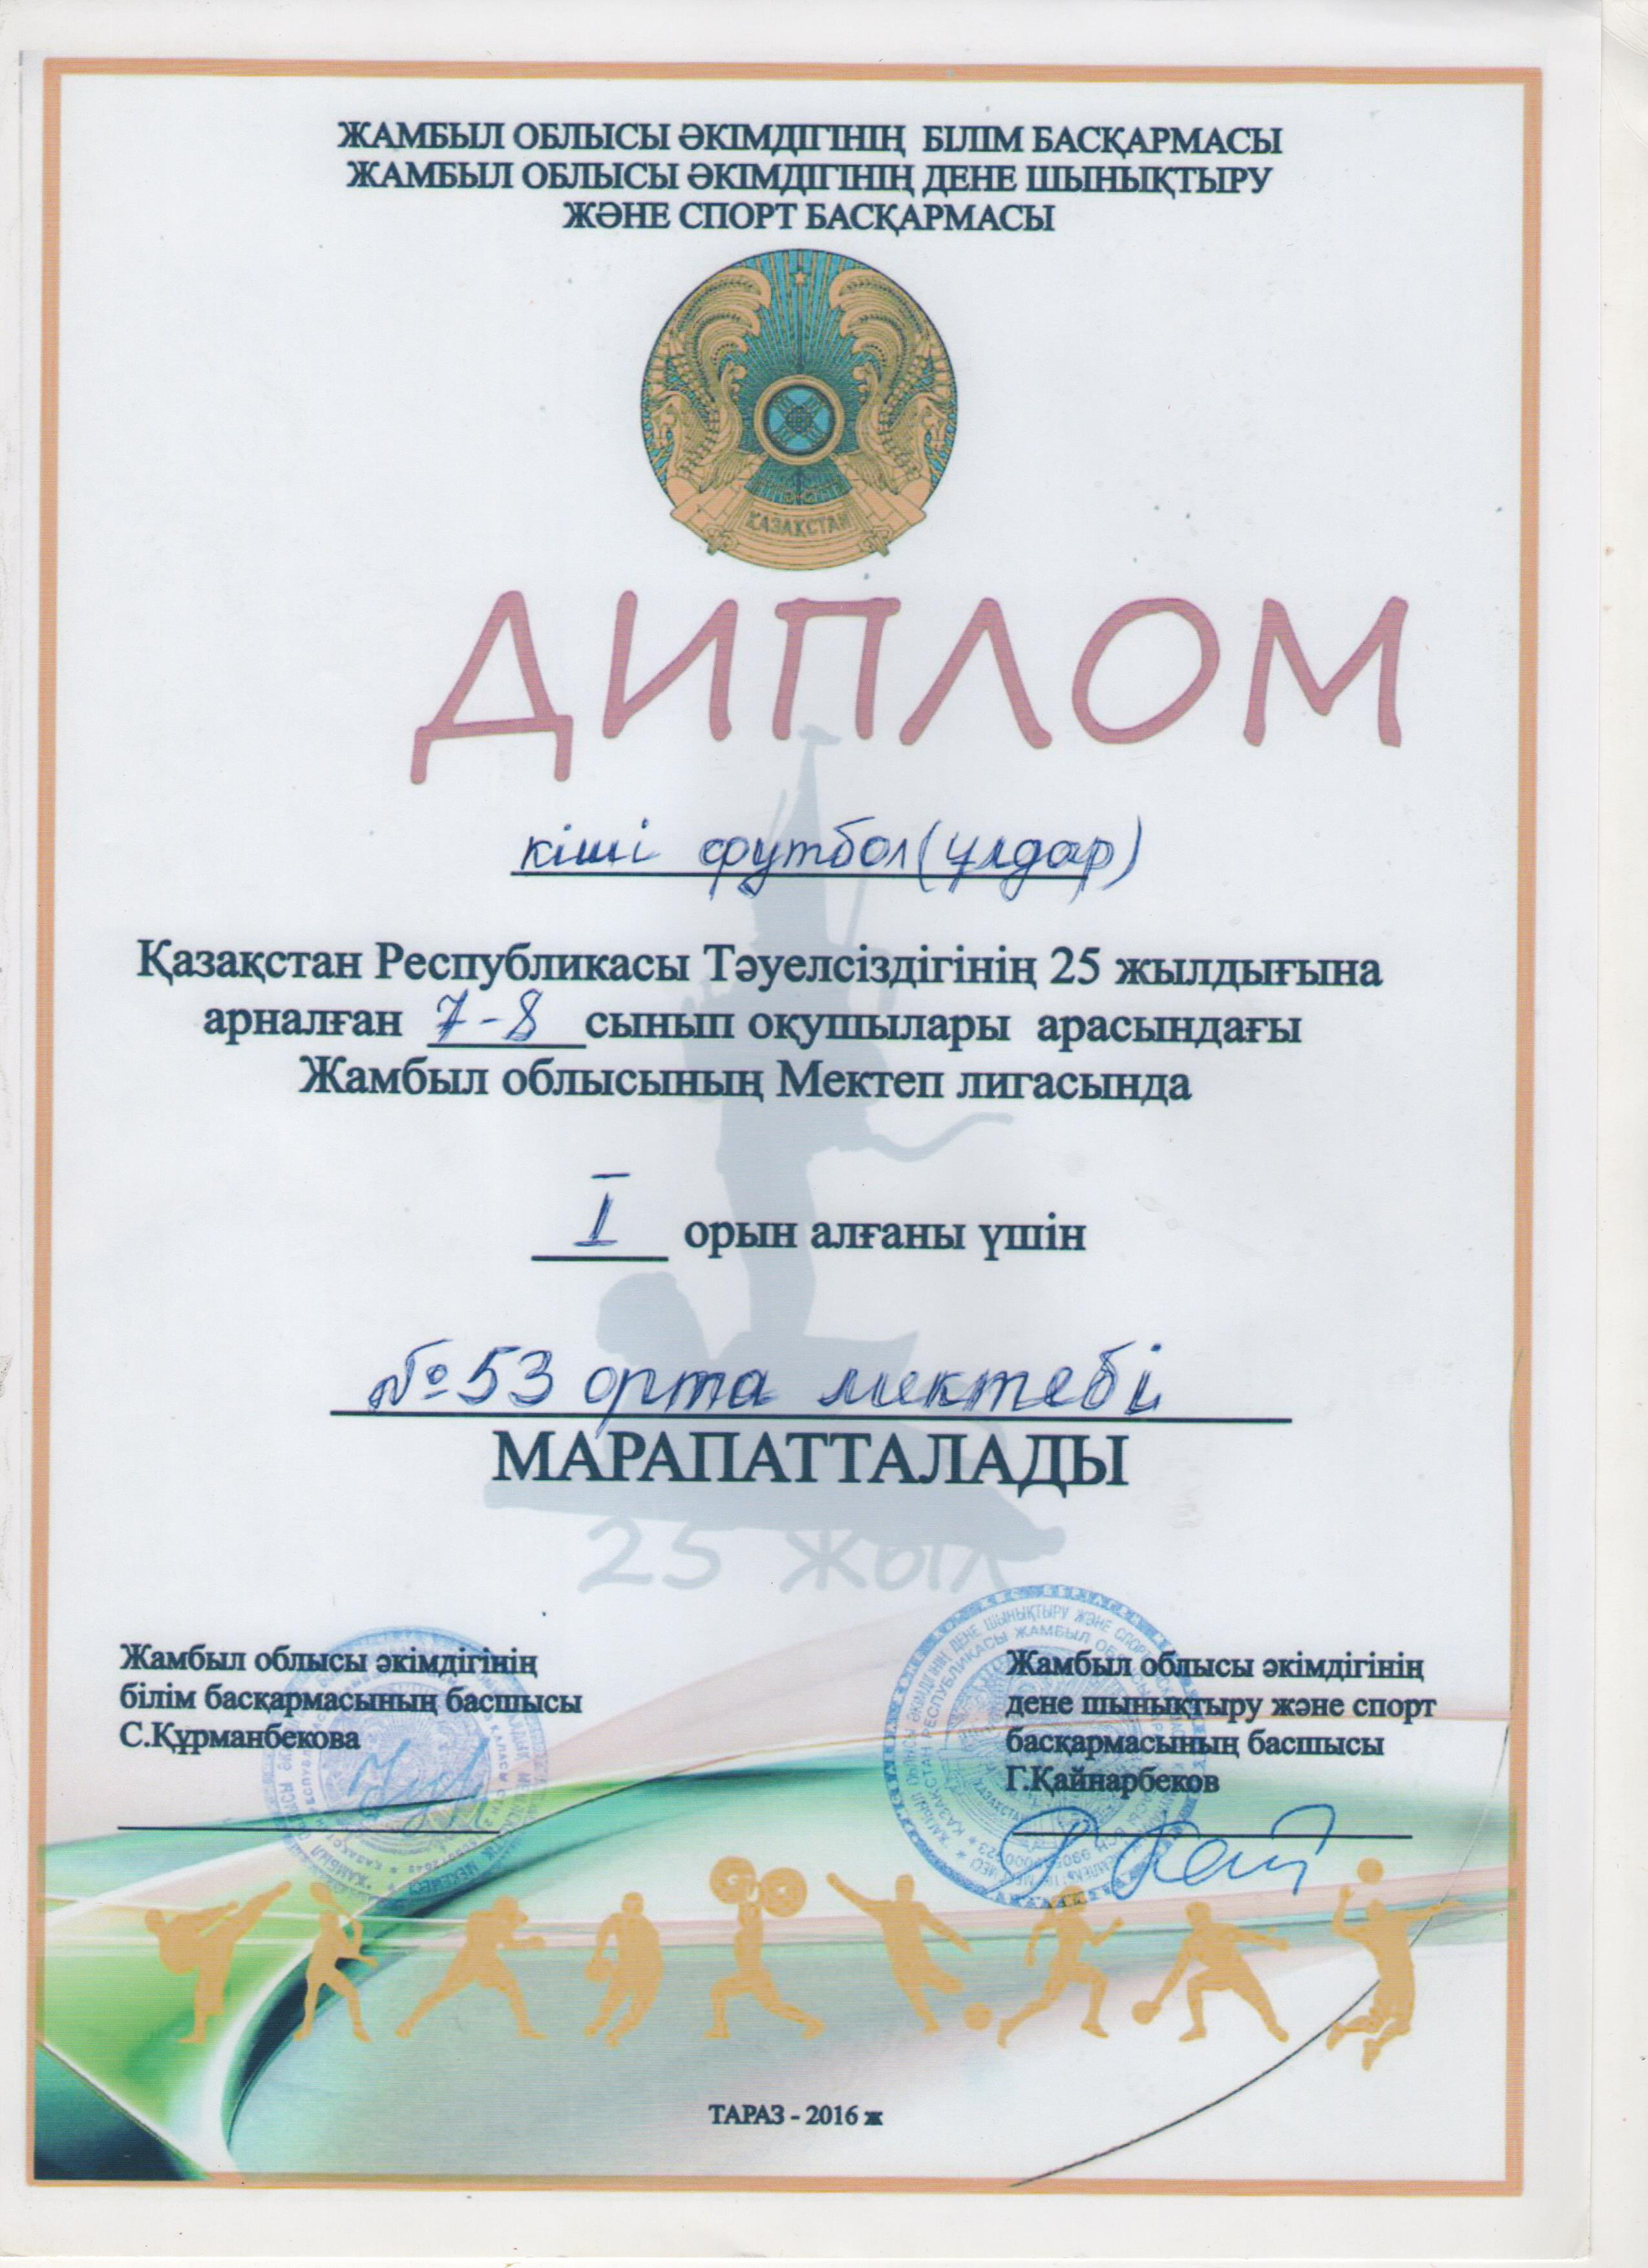 ЖАМБЫЛ ОБЛЫСЫ ӘКІМДІГІНІҢ БІЛІМ БАСҚАРМАСЫ
ЖАМБЫЛ ОБЛЫСЫ ӘКІМДІГІНІҢ ДЕНЕ ШЫНЫҚТЫРУ
ЖӘНЕ СПОРТ БАСҚАРМАСЫ
ҚАЗАҚСТАН
ДИПЛОМ
кіші футбол (ұлдар)
Қазақстан Республикасы Тәуелсіздігінің 25 жылдығына
арналған 7-8 сынып оқушылары арасындағы
Жамбыл облысының Мектеп лигасында
I орын алғаны үшін
№53 орта мектебі
МАРАПАТТАЛАДЫ
25 ЖЫЛ
Жамбыл облысы әкімдігінің
білім басқармасының басшысы
С.Құрманбекова
Жамбыл облысы әкімдігінің
дене шынықтыру және спорт
басқармасының басшысы
Г.Қайнарбеков
ТАРАЗ - 2016 ж